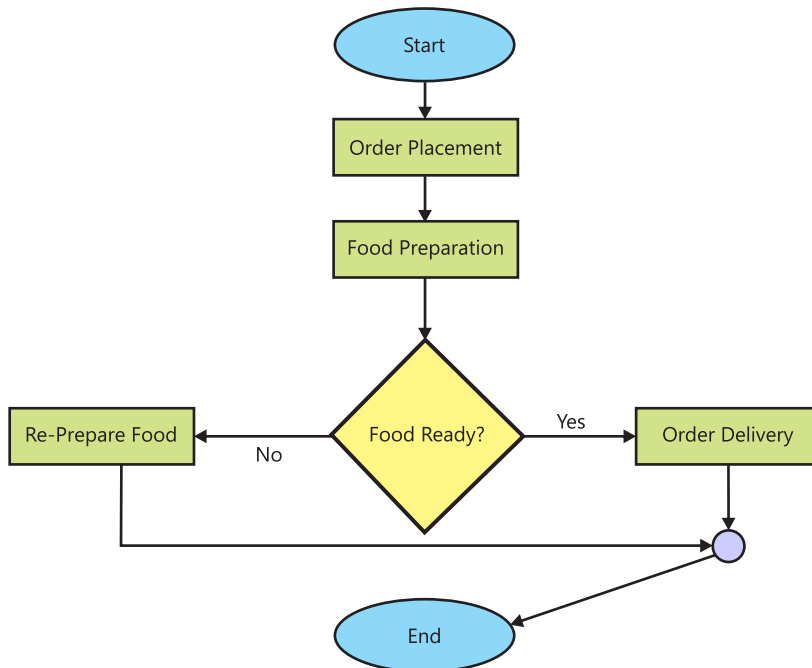 Start
Order Placement
Food Preparation
Food Ready?
Yes
No
Re-Prepare Food
Order Delivery
End